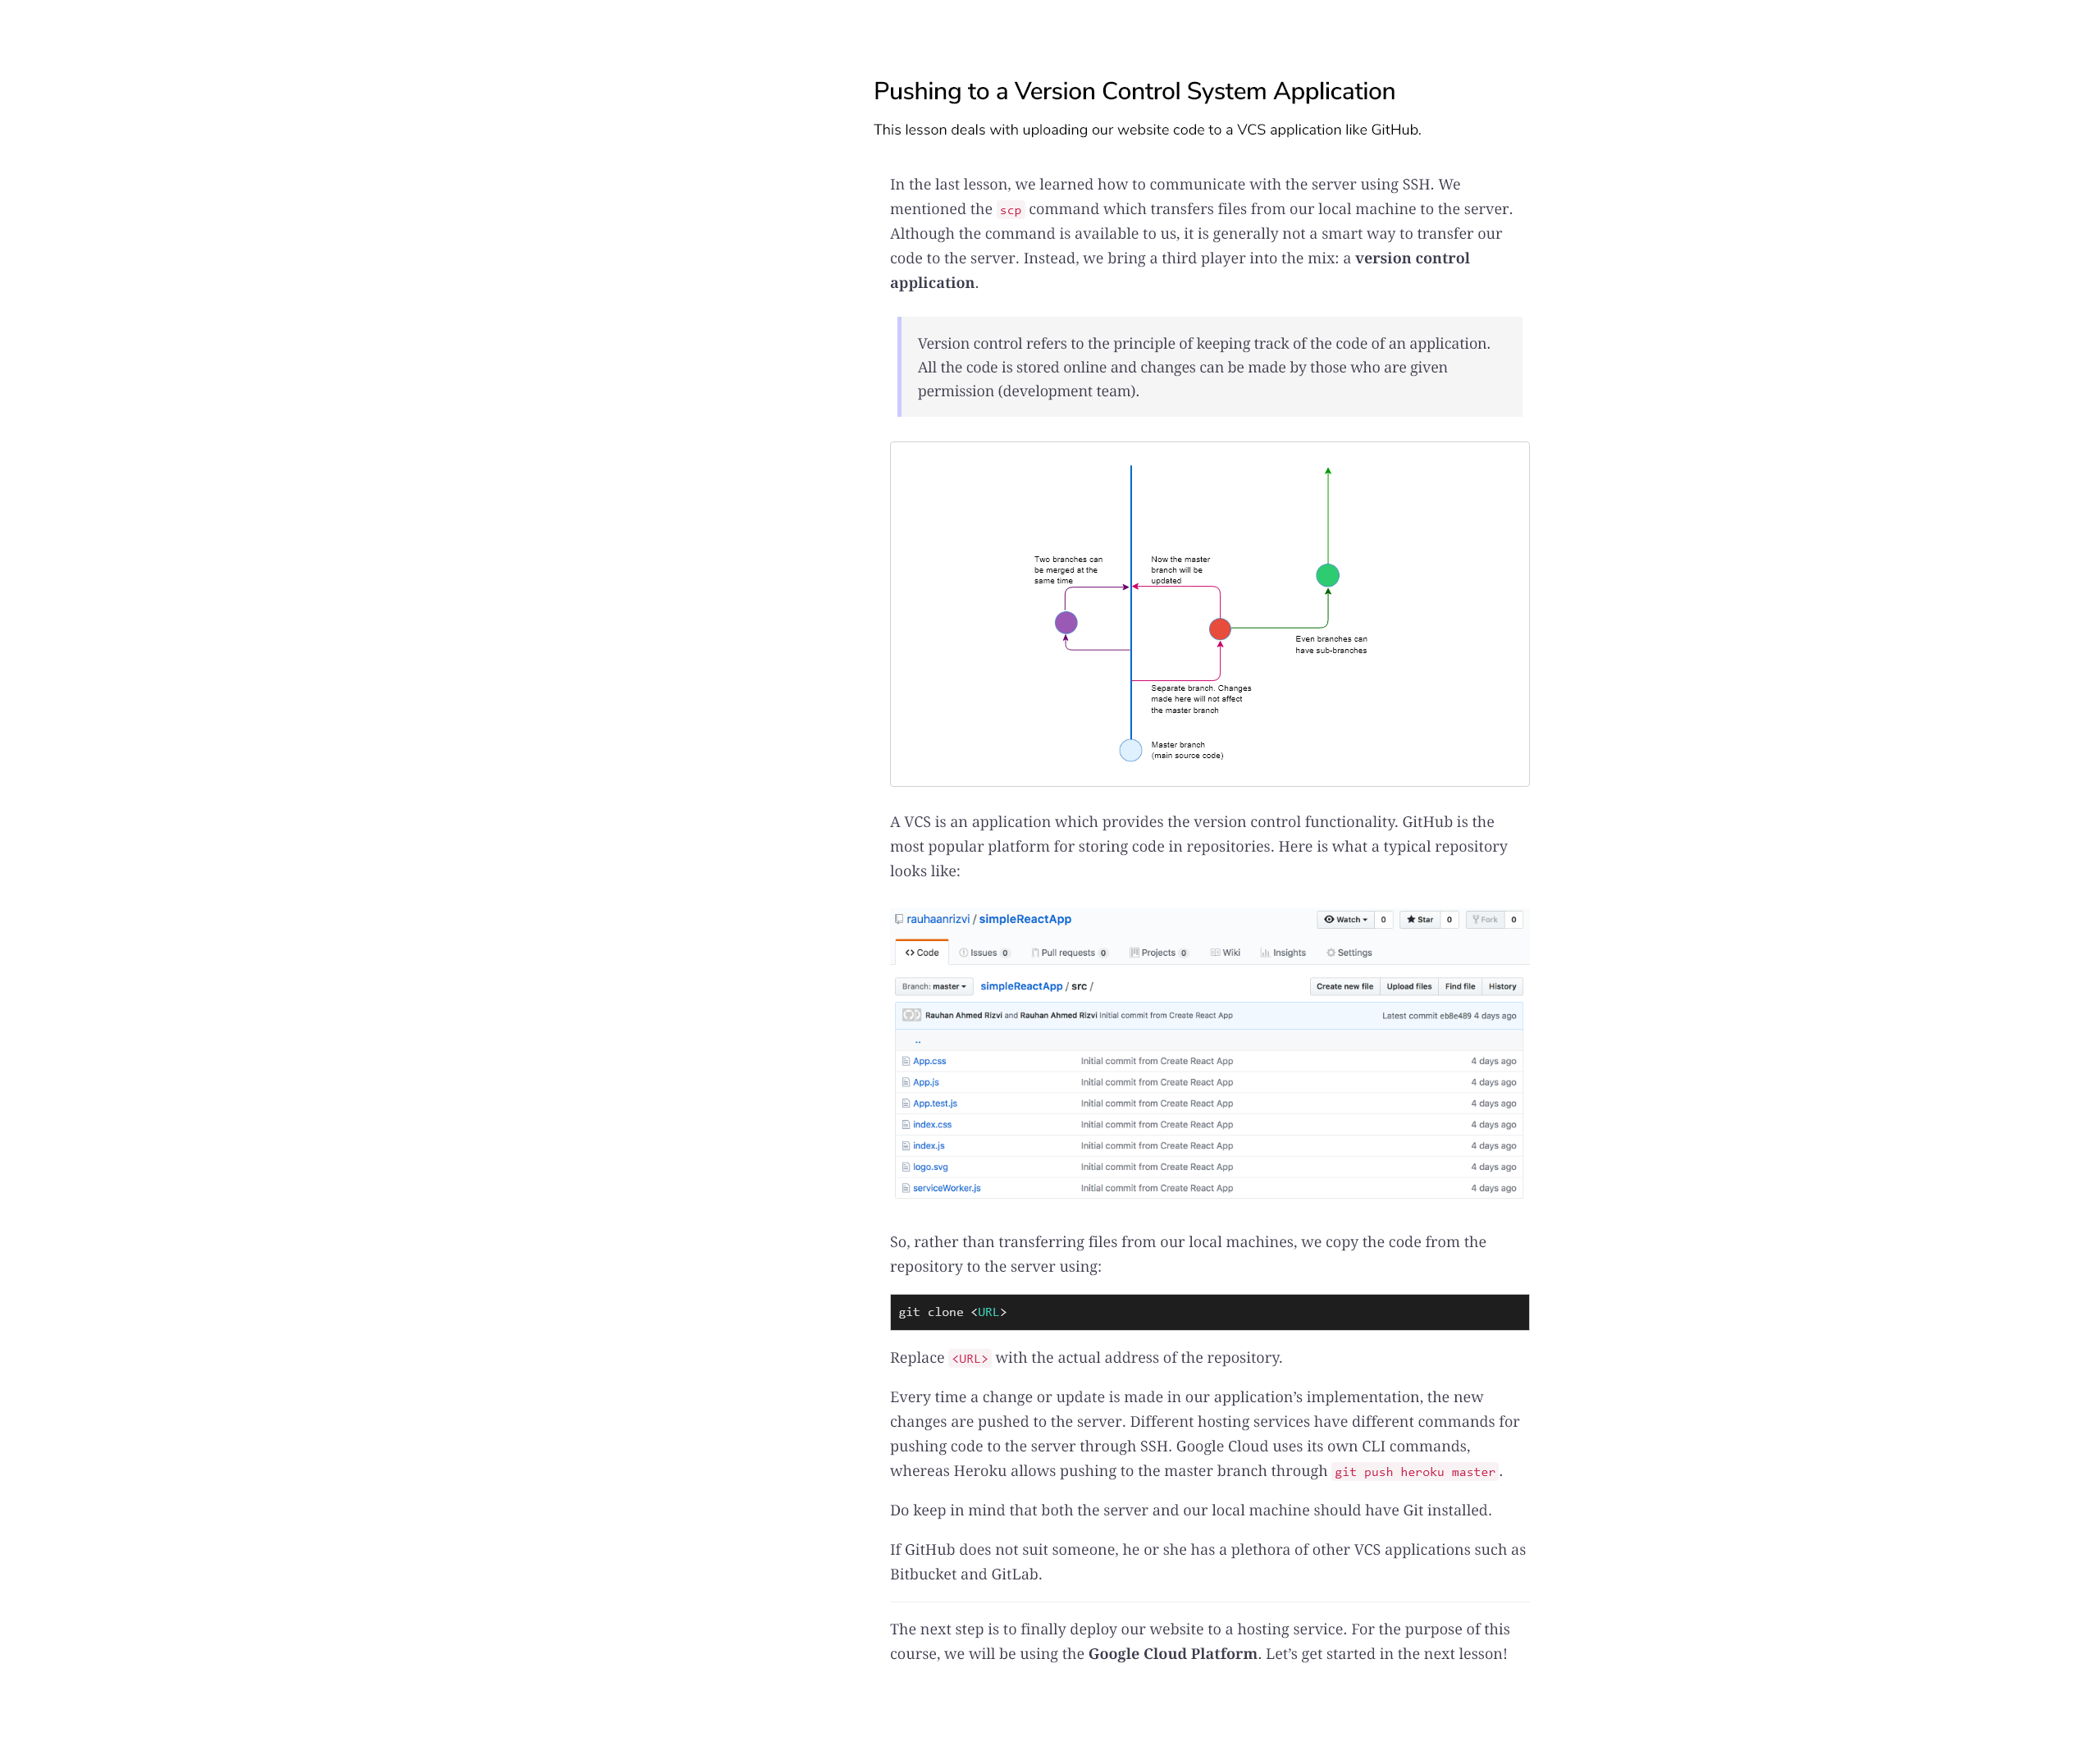 Pushing to a Version Control System Application
This lesson deals with uploading our website code to a VCS application like GitHub.
In the last lesson, we learned how to communicate with the server using SSH. We
mentioned the scp command which transfers files from our local machine to the server.
Although the command is available to us, it is generally not a smart way to transfer our
code to the server. Instead, we bring a third player into the mix: a version control
application.
Version control refers to the principle of keeping track of the code of an application.
All the code is stored online and changes can be made by those who are given
permission (development team).
Two branches can
be merged at the
same time
Now the master
branch will be
updated
Even branches can
have sub-branches
Separate branch. Changes
made here will not affect
the master branch
Master branch
(main source code)
A VCS is an application which provides the version control functionality. GitHub is the
most popular platform for storing code in repositories. Here is what a typical repository
looks like:
rauhaanrizvi / simpleReactApp
Watch 0 Star 0 Fork 0
Code Issues 0 Pull requests 0 Projects 0 Wiki Insights Settings
Branch: master simpleReactApp / src / Create new file Upload files Find file History
Rauhan Ahmed Rizvi and Rauhan Ahmed Rizvi Initial commit from Create React App Latest commit eb8e489 4 days ago
..
App.css Initial commit from Create React App 4 days ago
App.js Initial commit from Create React App 4 days ago
App.test.js Initial commit from Create React App 4 days ago
index.css Initial commit from Create React App 4 days ago
index.js Initial commit from Create React App 4 days ago
logo.svg Initial commit from Create React App 4 days ago
serviceWorker.js Initial commit from Create React App 4 days ago
So, rather than transferring files from our local machines, we copy the code from the
repository to the server using:
git clone <URL>
Replace <URL> with the actual address of the repository.
Every time a change or update is made in our application’s implementation, the new
changes are pushed to the server. Different hosting services have different commands for
pushing code to the server through SSH. Google Cloud uses its own CLI commands,
whereas Heroku allows pushing to the master branch through git push heroku master.
Do keep in mind that both the server and our local machine should have Git installed.
If GitHub does not suit someone, he or she has a plethora of other VCS applications such as
Bitbucket and GitLab.
The next step is to finally deploy our website to a hosting service. For the purpose of this
course, we will be using the Google Cloud Platform. Let’s get started in the next lesson!